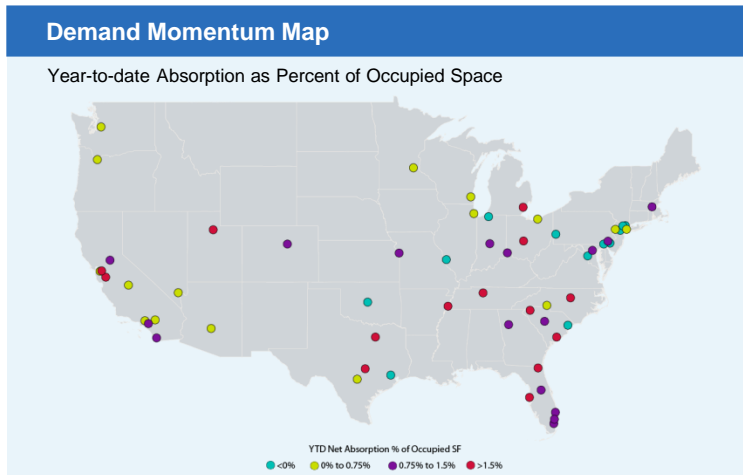 Demand Momentum Map
Year-to-date Absorption as Percent of Occupied Space
YTD Net Absorption % of Occupied SF
<0% 0% to 0.75% 0.75% to 1.5% >1.5%